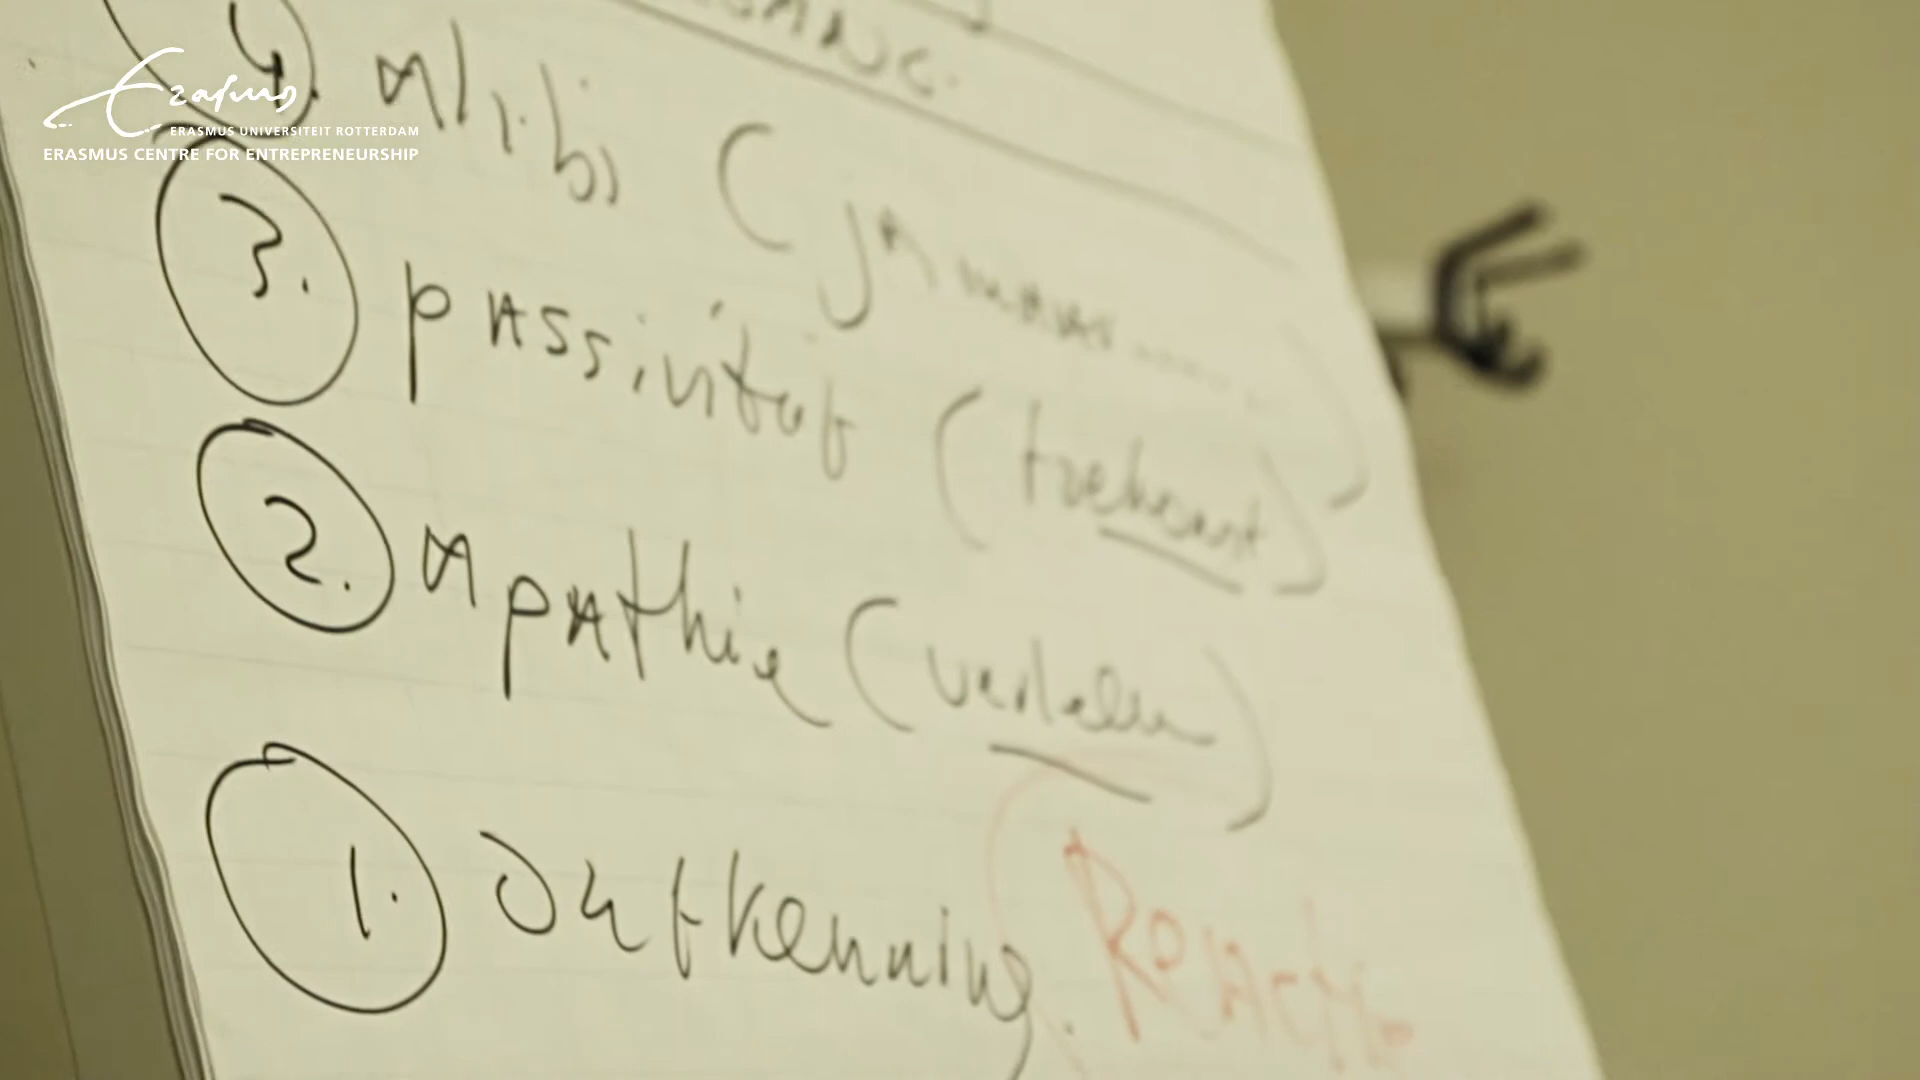 Erasmus
ERASMUS UNIVERSITEIT ROTTERDAM
ERASMUS CENTRE FOR ENTREPRENEURSHIP
4. Alibi (JA MAAR......)
3. PASSiviteit (toekomst)
2. APAthie (verleden)
1. Ontkenning.
ReActie